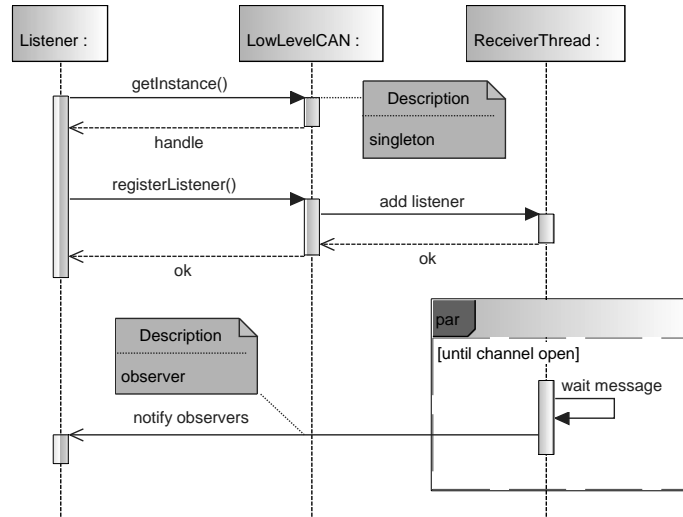 Listener :
LowLevelCAN :
ReceiverThread :
getInstance()
Description
singleton
handle
registerListener()
add listener
ok
ok
par
Description
[until channel open]
observer
wait message
notify observers